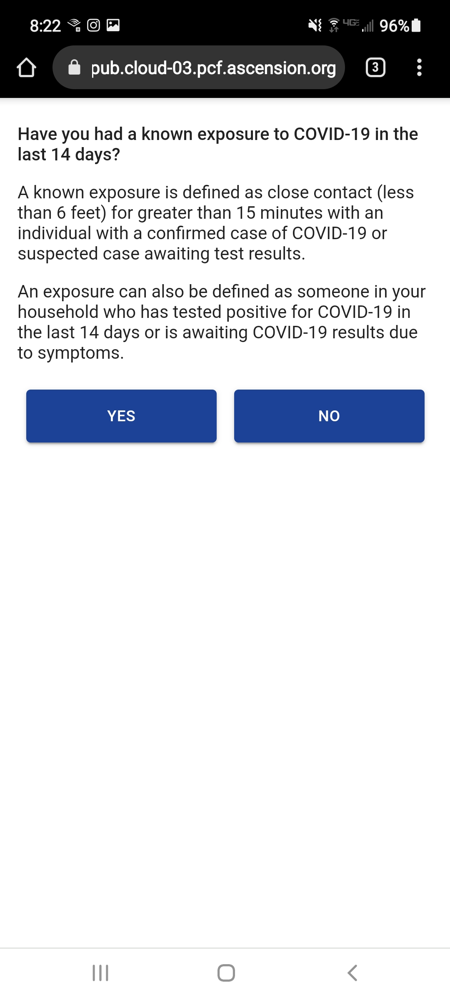 8:22 4G LTE 96%
pub.cloud-03.pcf.ascension.org 3
Have you had a known exposure to COVID-19 in the
last 14 days?
A known exposure is defined as close contact (less
than 6 feet) for greater than 15 minutes with an
individual with a confirmed case of COVID-19 or
suspected case awaiting test results.
An exposure can also be defined as someone in your
household who has tested positive for COVID-19 in
the last 14 days or is awaiting COVID-19 results due
to symptoms.
YES NO